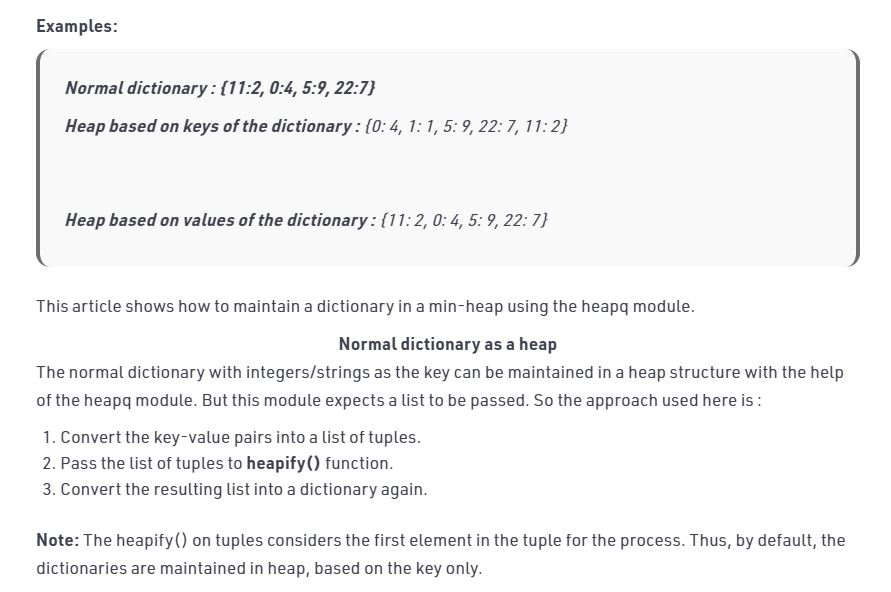 Examples:
Normal dictionary : {11:2, 0:4, 5:9, 22:7}
Heap based on keys of the dictionary : {0: 4, 1: 1, 5: 9, 22: 7, 11: 2}
Heap based on values of the dictionary : {11: 2, 0: 4, 5: 9, 22: 7}
This article shows how to maintain a dictionary in a min-heap using the heapq module.
Normal dictionary as a heap
The normal dictionary with integers/strings as the key can be maintained in a heap structure with the help
of the heapq module. But this module expects a list to be passed. So the approach used here is :
1. Convert the key-value pairs into a list of tuples.
2. Pass the list of tuples to heapify() function.
3. Convert the resulting list into a dictionary again.
Note: The heapify() on tuples considers the first element in the tuple for the process. Thus, by default, the
dictionaries are maintained in heap, based on the key only.